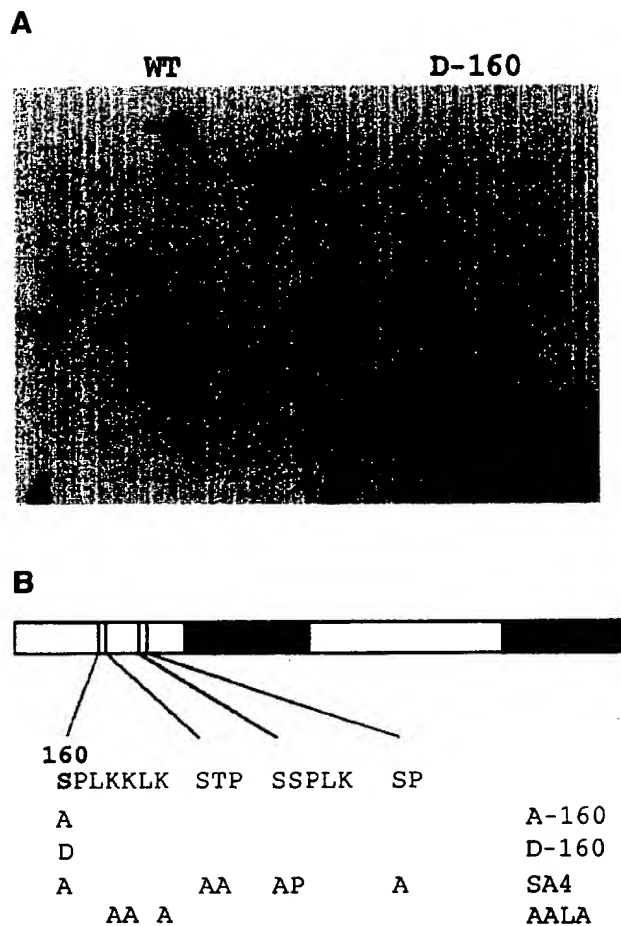 A
WT D-160
B
160
SPLKKLK STP SSPLK SP
A A-160
D D-160
A AA AP A SA4
AA A AALA